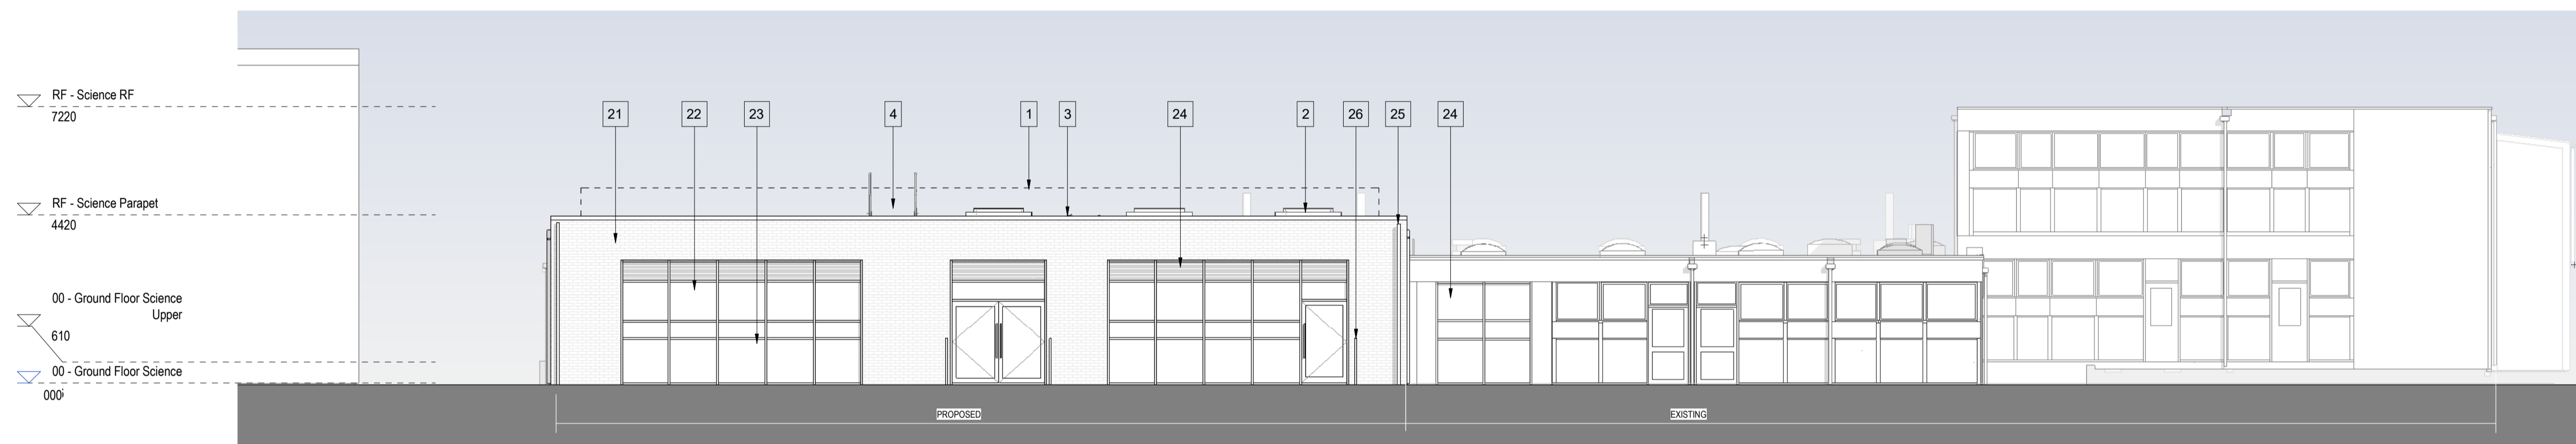 RF - Science RF
7220
21 22 23 4 1 3 24 2 26 25 24
RF - Science Parapet
4420
00 - Ground Floor Science
Upper
610
00 - Ground Floor Science
000
PROPOSED EXISTING